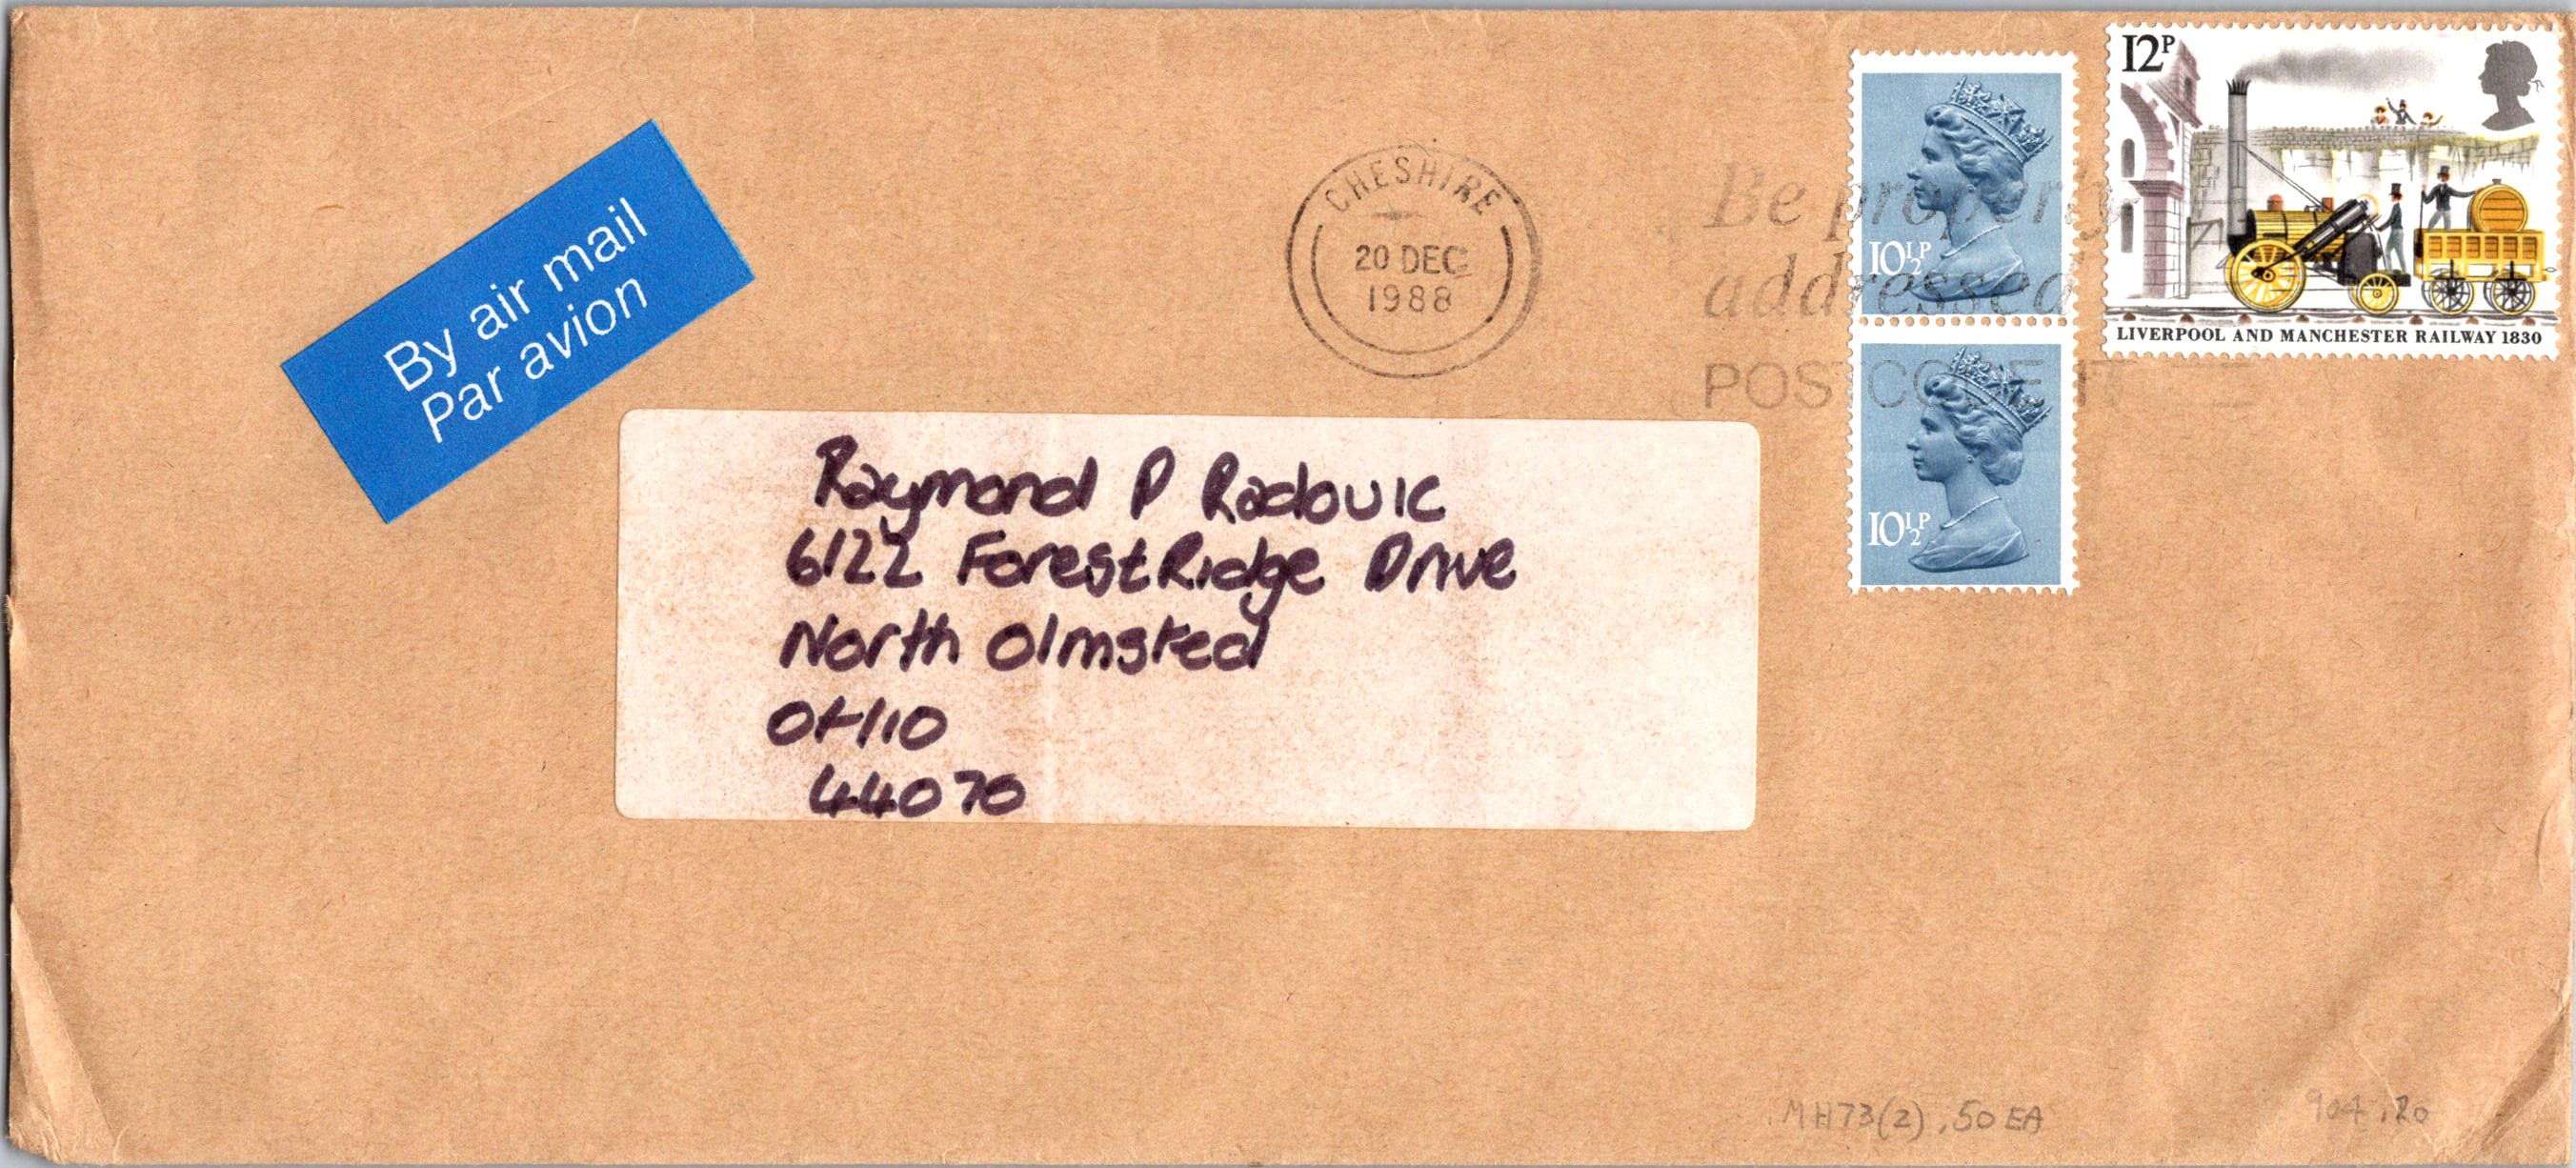 By air mail
Par avion
CHESHIRE
20 DEC
1988
Be properly
addressed
POSTCODE IT
10½P
10½P
12P
LIVERPOOL AND MANCHESTER RAILWAY 1830
Raymond P Radovic
6122 Forest Ridge Drive
North Olmsted
OHIO
44070
MH73(2) .50 EA
904 .20